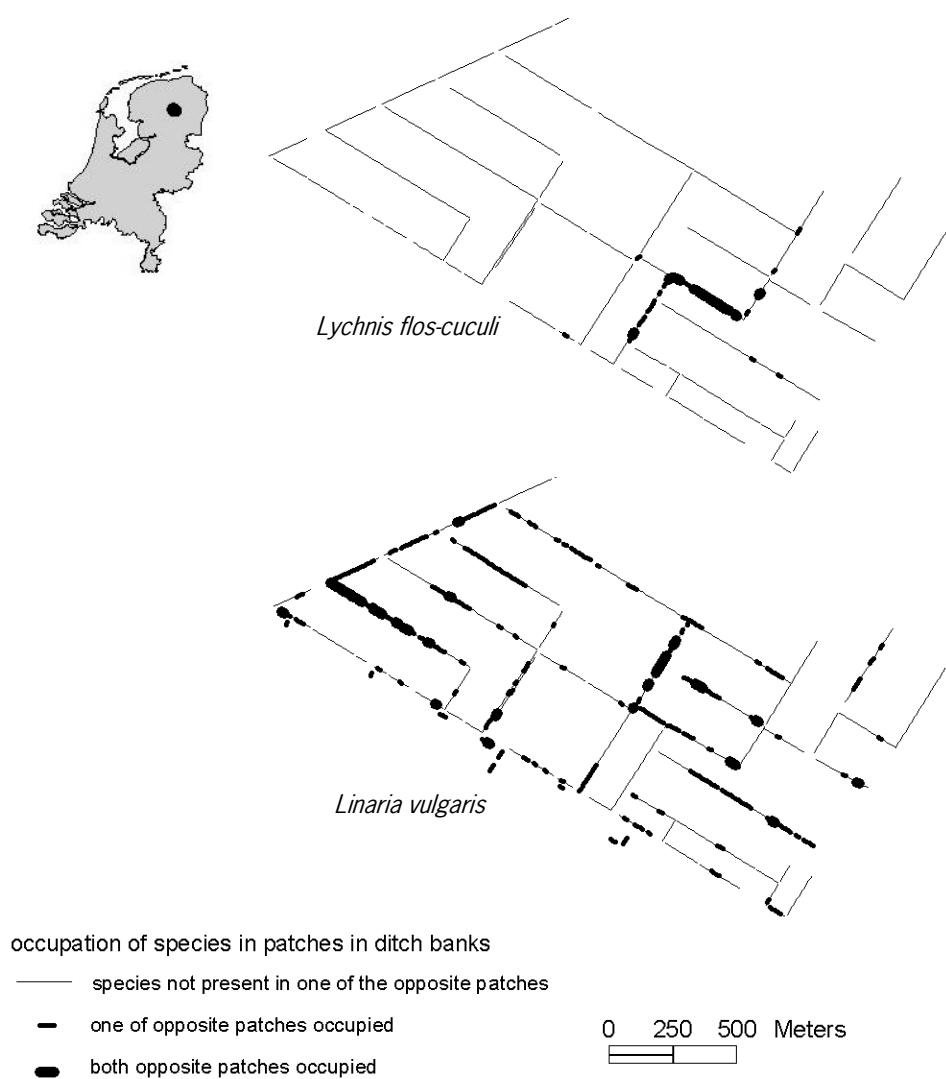 Lychnis flos-cuculi
Linaria vulgaris
occupation of species in patches in ditch banks
species not present in one of the opposite patches
one of opposite patches occupied
both opposite patches occupied
0 250 500 Meters